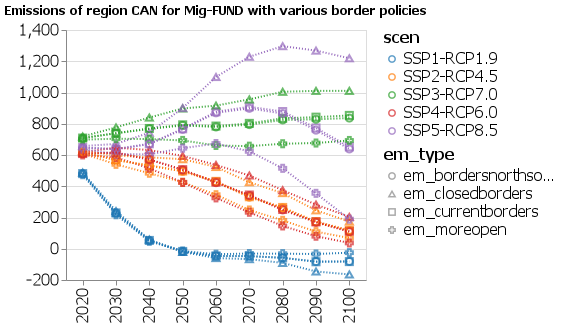 Emissions of region CAN for Mig-FUND with various border policies
1,400
1,200
1,000
800
600
400
200
0
-200
2020
2030
2040
2050
2060
2070
2080
2090
2100
scen
SSP1-RCP1.9
SSP2-RCP4.5
SSP3-RCP7.0
SSP4-RCP6.0
SSP5-RCP8.5
em_type
em_bordersnorthso...
em_closedborders
em_currentborders
em_moreopen